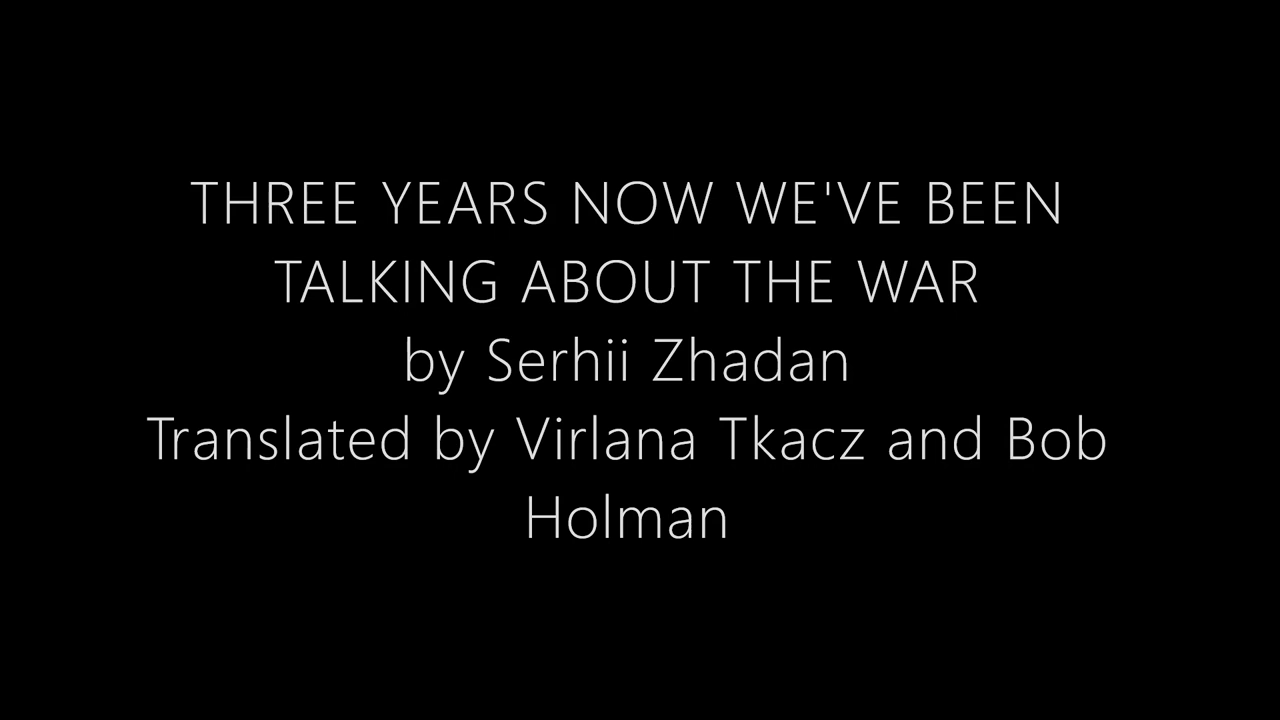 THREE YEARS NOW WE'VE BEEN
TALKING ABOUT THE WAR
by Serhii Zhadan
Translated by Virlana Tkacz and Bob
Holman